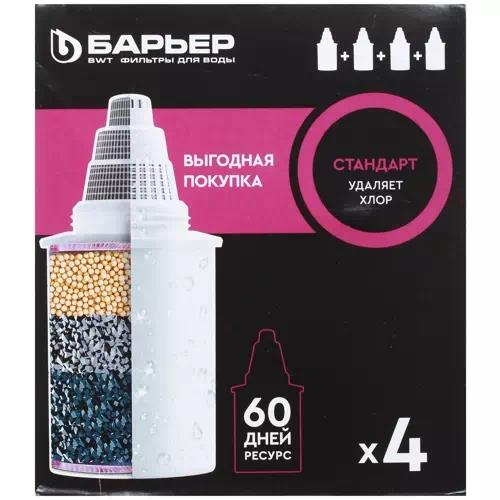 БАРЬЕР
BWT ФИЛЬТРЫ ДЛЯ ВОДЫ
+ + +
ВЫГОДНАЯ
ПОКУПКА
СТАНДАРТ
УДАЛЯЕТ
ХЛОР
60
ДНЕЙ
РЕСУРС
x4